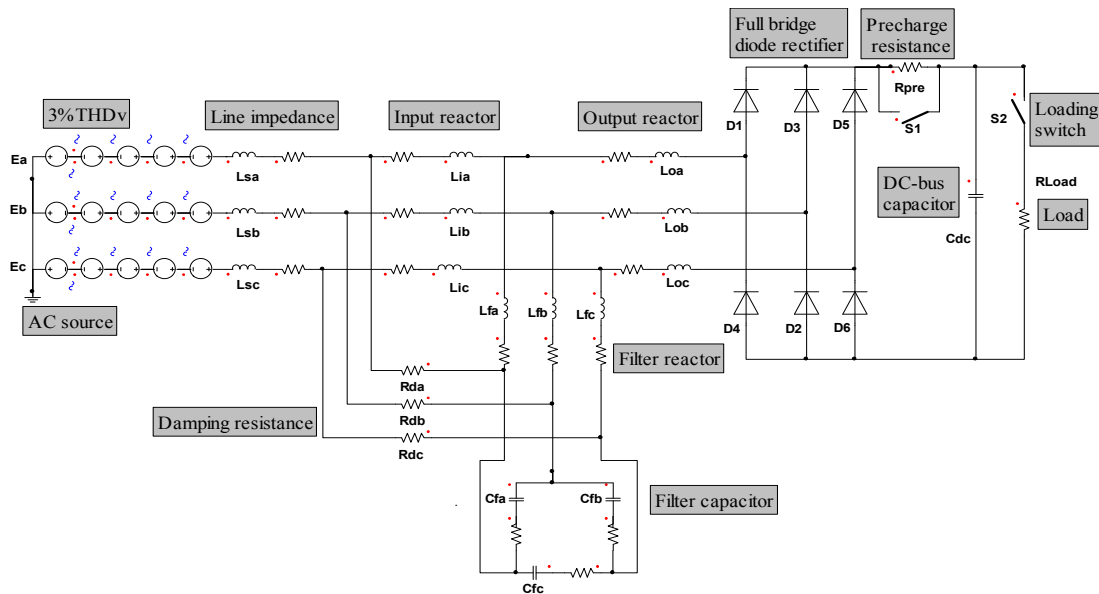 Full bridge
diode rectifier
Precharge
resistance
Rpre
S1
S2
Loading
switch
3%THDv
Line impedance
Input reactor
Output reactor
D1
D3
D5
Ea
Lsa
Lia
Loa
DC-bus
capacitor
RLoad
Load
Eb
Lsb
Lib
Lob
Cdc
Ec
Lsc
Lic
Loc
AC source
Lfa
Lfb
Lfc
D4
D2
D6
Filter reactor
Rda
Rdb
Damping resistance
Rdc
Cfa
Cfb
Filter capacitor
Cfc